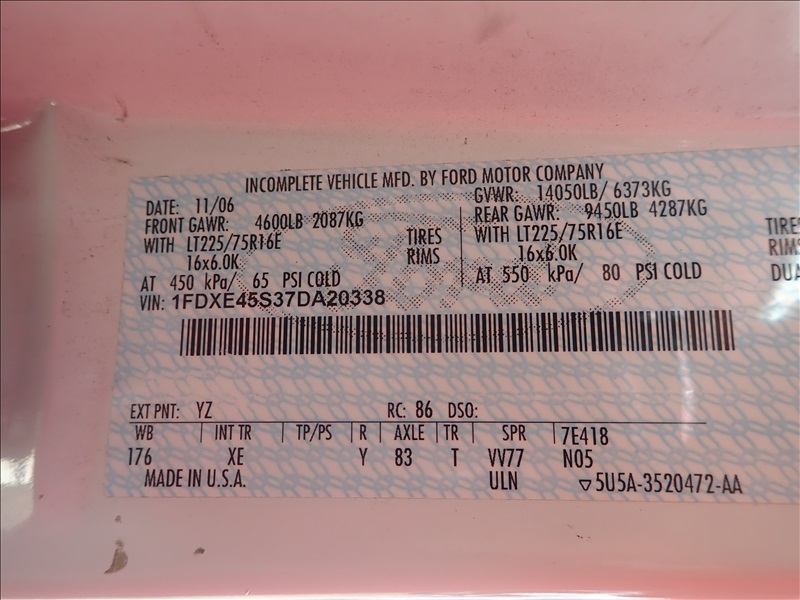 INCOMPLETE VEHICLE MFD. BY FORD MOTOR COMPANY
DATE: 11/06 GVWR: 14050LB/ 6373KG
FRONT GAWR: 4600LB 2087KG REAR GAWR: 9450LB 4287KG
WITH LT225/75R16E TIRES WITH LT225/75R16E TIRES
16x6.0K RIMS 16x6.0K RIMS
AT 450 kPa/ 65 PSI COLD AT 550 kPa/ 80 PSI COLD DUA
VIN: 1FDXE45S37DA20338
EXT PNT: YZ RC: 86 DSO:
WB INT TR TP/PS R AXLE TR SPR 7E418
176 XE Y 83 T VV77 N05
MADE IN U.S.A. ULN ▽5U5A-3520472-AA